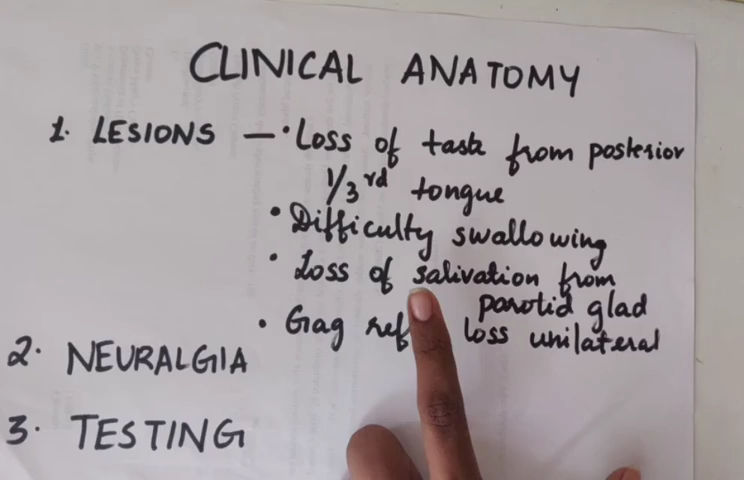 CLINICAL ANATOMY
1. LESIONS — • Loss of taste from posterior
1/3rd tongue
• Difficulty swallowing
• Loss of salivation from
parotid glad
• Gag loss unilateral
2. NEURALGIA
3. TESTING